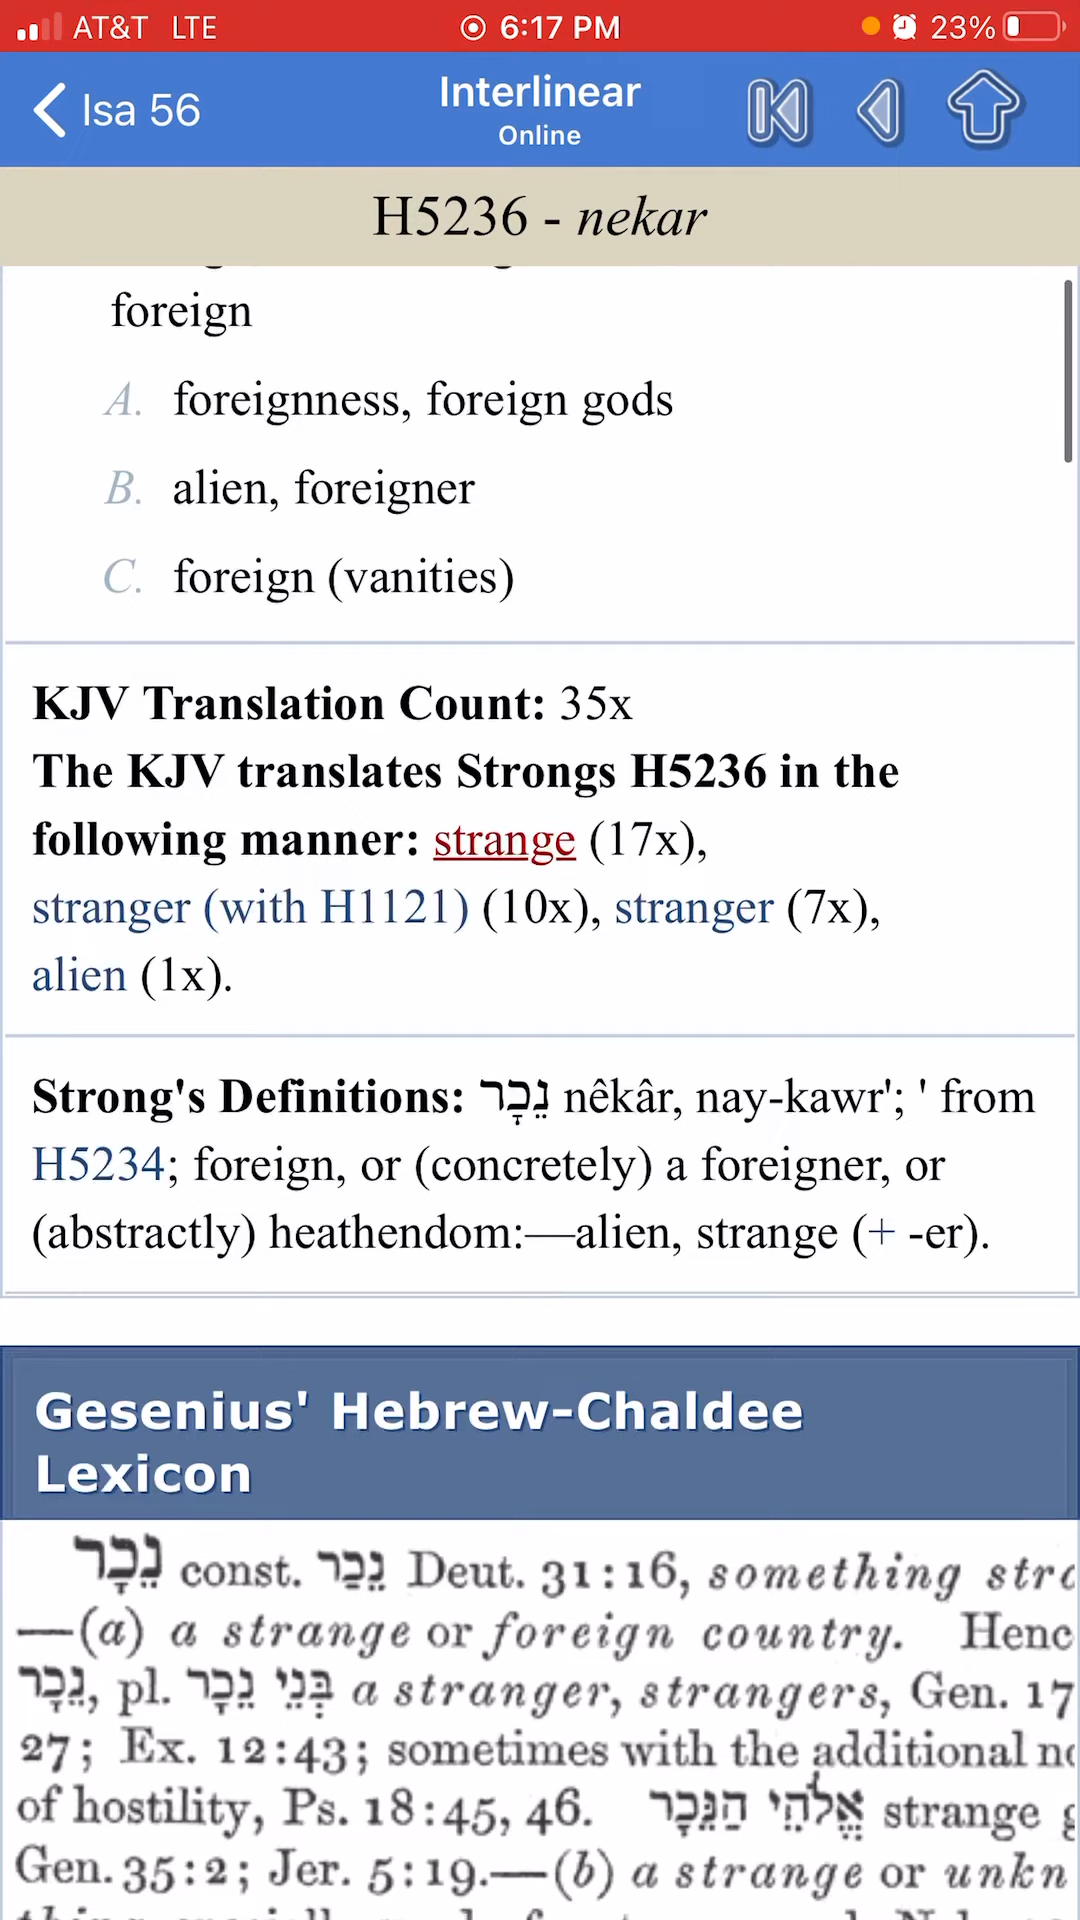 AT&T LTE 6:17 PM 23%
Isa 56 Interlinear
Online
H5236 - nekar
foreign
A. foreignness, foreign gods
B. alien, foreigner
C. foreign (vanities)
KJV Translation Count: 35x
The KJV translates Strongs H5236 in the
following manner: strange (17x),
stranger (with H1121) (10x), stranger (7x),
alien (1x).
Strong's Definitions: נֵכָר nêkâr, nay-kawr'; ' from
H5234; foreign, or (concretely) a foreigner, or
(abstractly) heathendom:—alien, strange (+ -er).
Gesenius' Hebrew-Chaldee
Lexicon
נֵכָר const. נֵכַר Deut. 31:16, something
—(a) a strange or foreign country. Henc
נֵכָר, pl. בְּנֵי נֵכָר a stranger, strangers, Gen. 17
27; Ex. 12:43; sometimes with the additional
of hostility, Ps. 18:45, 46. אֱלֹהֵי הַנֵּכָר strange
Gen. 35:2; Jer. 5:19.—(b) a strange or unkn